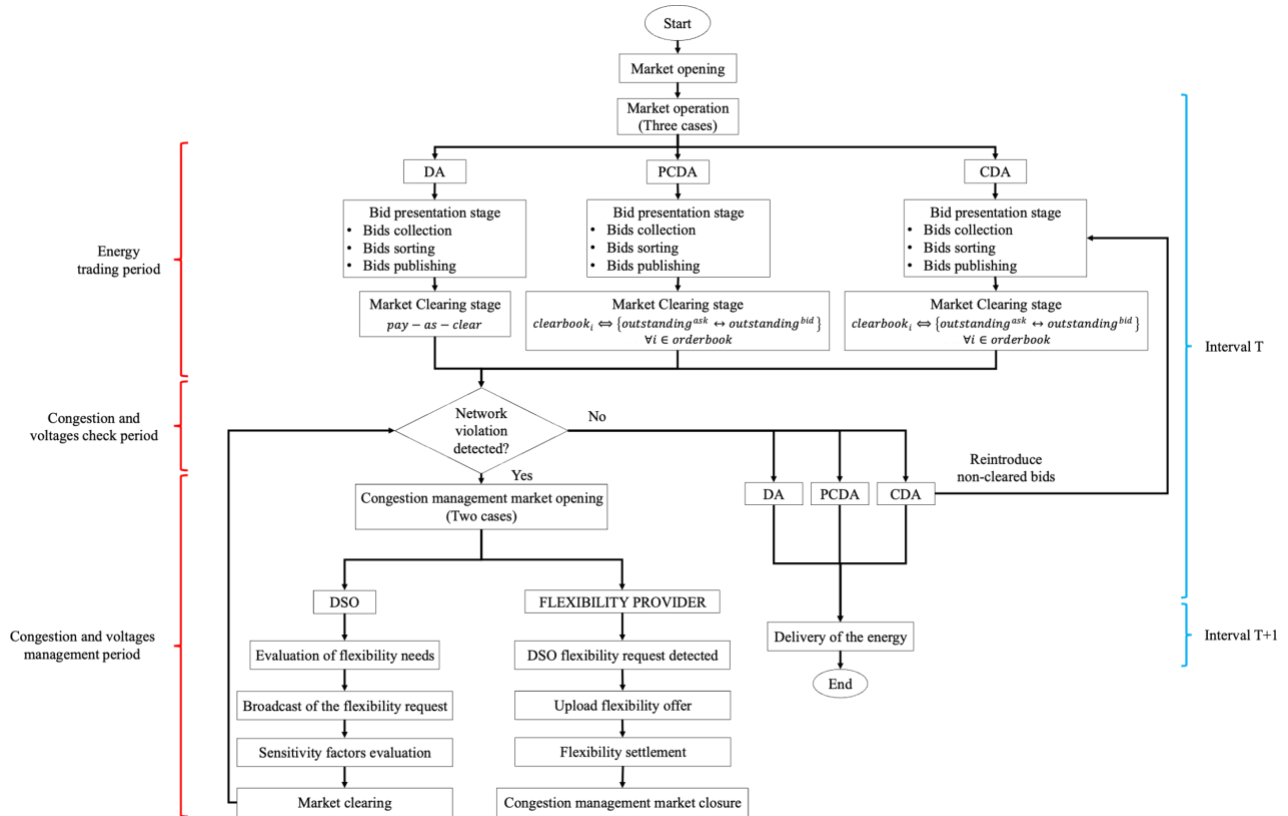 Start
Market opening
Market operation
(Three cases)
DA
PCDA
CDA
Bid presentation stage
• Bids collection
• Bids sorting
• Bids publishing
Bid presentation stage
• Bids collection
• Bids sorting
• Bids publishing
Bid presentation stage
• Bids collection
• Bids sorting
• Bids publishing
Energy
trading period
Market Clearing stage
pay − as − clear
Market Clearing stage
clearbook_i ⇔ {outstanding^ask ↔ outstanding^bid}
∀i ∈ orderbook
Market Clearing stage
clearbook_i ⇔ {outstanding^ask ↔ outstanding^bid}
∀i ∈ orderbook
Interval T
Congestion and
voltages check period
Network
violation
detected?
No
Yes
Reintroduce
non-cleared bids
DA
PCDA
CDA
Congestion management market opening
(Two cases)
DSO
FLEXIBILITY PROVIDER
Congestion and voltages
management period
Evaluation of flexibility needs
DSO flexibility request detected
Delivery of the energy
Interval T+1
End
Broadcast of the flexibility request
Upload flexibility offer
Sensitivity factors evaluation
Flexibility settlement
Market clearing
Congestion management market closure